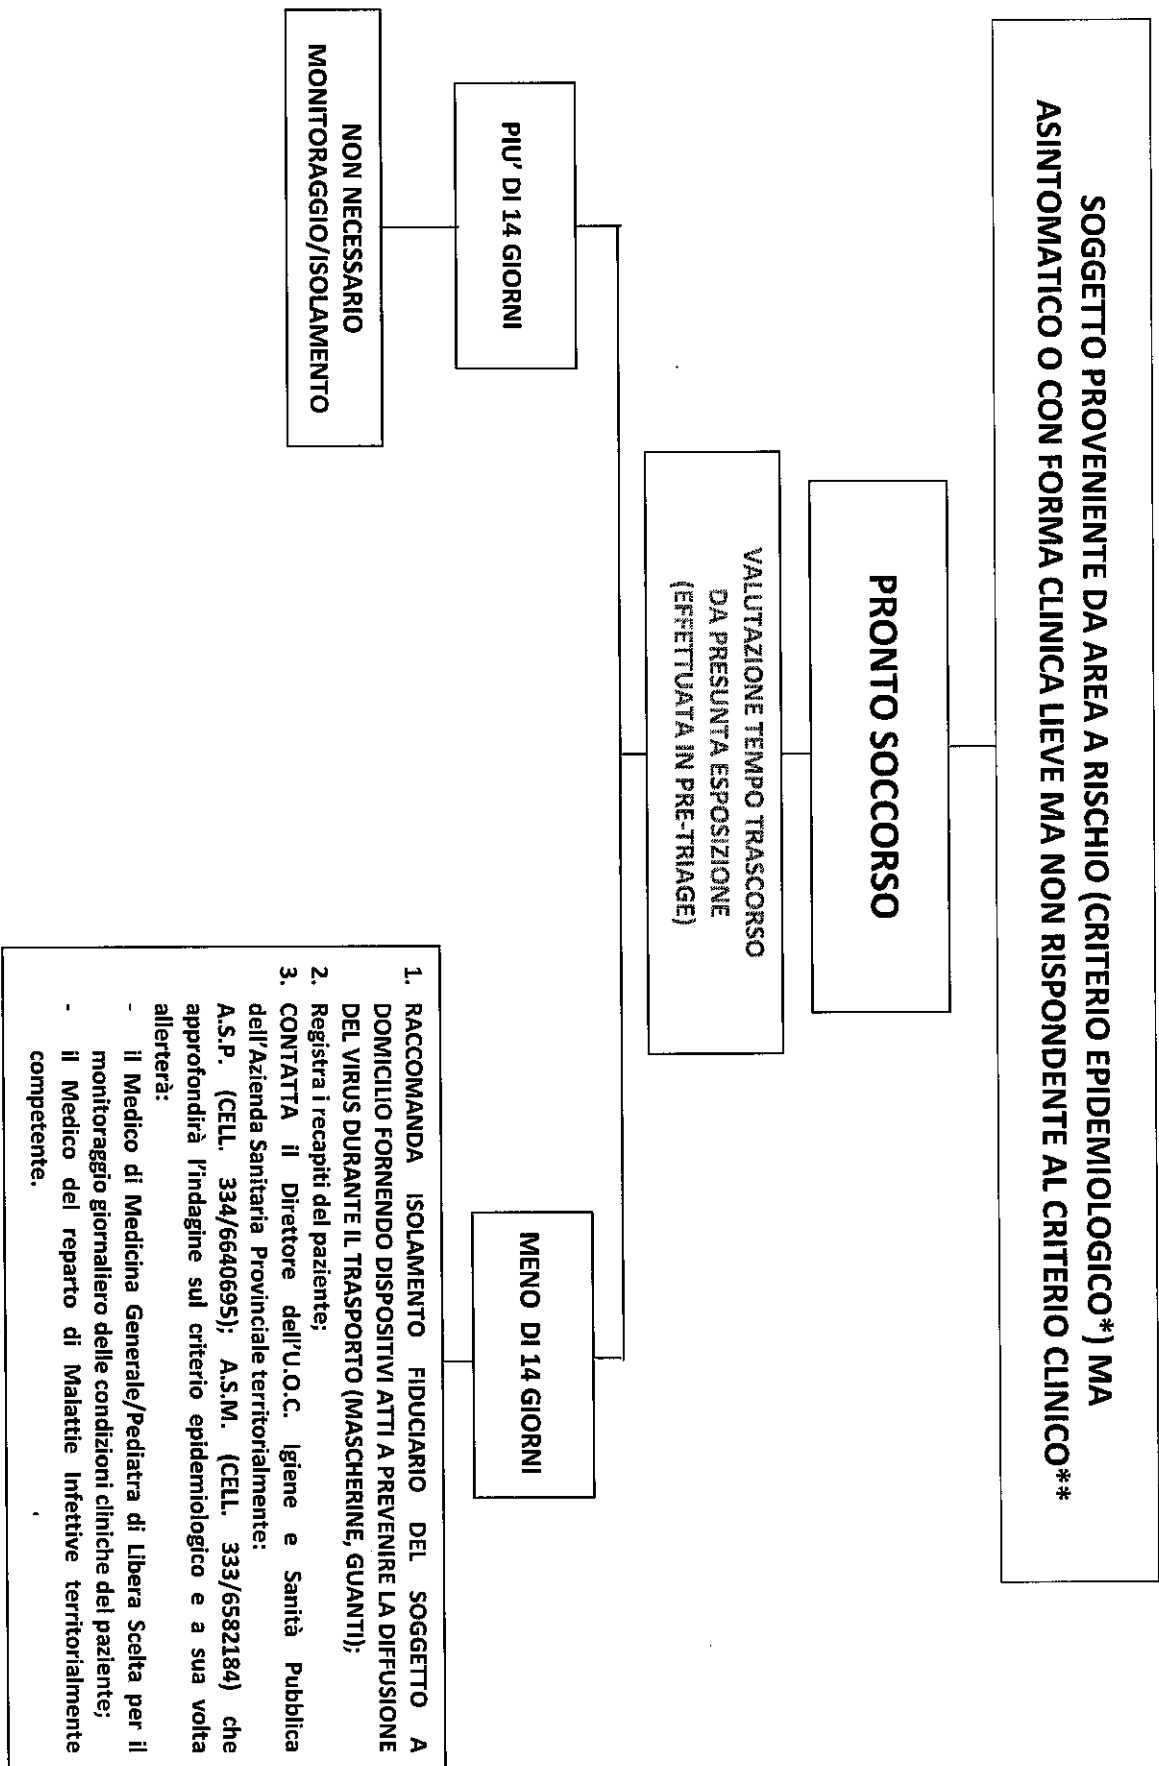 SOGGETTO PROVENIENTE DA AREA A RISCHIO (CRITERIO EPIDEMIOLOGICO*) MA
ASINTOMATICO O CON FORMA CLINICA LIEVE MA NON RISPONDENTE AL CRITERIO CLINICO**
PRONTO SOCCORSO
VALUTAZIONE TEMPO TRASCORSO
DA PRESUNTA ESPOSIZIONE
(EFFETTUATA IN PRE-TRIAGE)
PIU' DI 14 GIORNI
NON NECESSARIO
MONITORAGGIO/ISOLAMENTO
MENO DI 14 GIORNI
1. RACCOMANDA ISOLAMENTO FIDUCIARIO DEL SOGGETTO A
DOMICILIO FORNENDO DISPOSITIVI ATTI A PREVENIRE LA DIFFUSIONE
DEL VIRUS DURANTE IL TRASPORTO (MASCHERINE, GUANTI);
2. Registra i recapiti del paziente;
3. CONTATTA il Direttore dell'U.O.C. Igiene e Sanità Pubblica
dell'Azienda Sanitaria Provinciale territorialmente:
A.S.P. (CELL. 334/6640695); A.S.M. (CELL. 333/6582184) che
approfondirà l'indagine sul criterio epidemiologico e a sua volta
allerterà:
- il Medico di Medicina Generale/Pediatra di Libera Scelta per il
monitoraggio giornaliero delle condizioni cliniche del paziente;
- il Medico del reparto di Malattie Infettive territorialmente
competente.